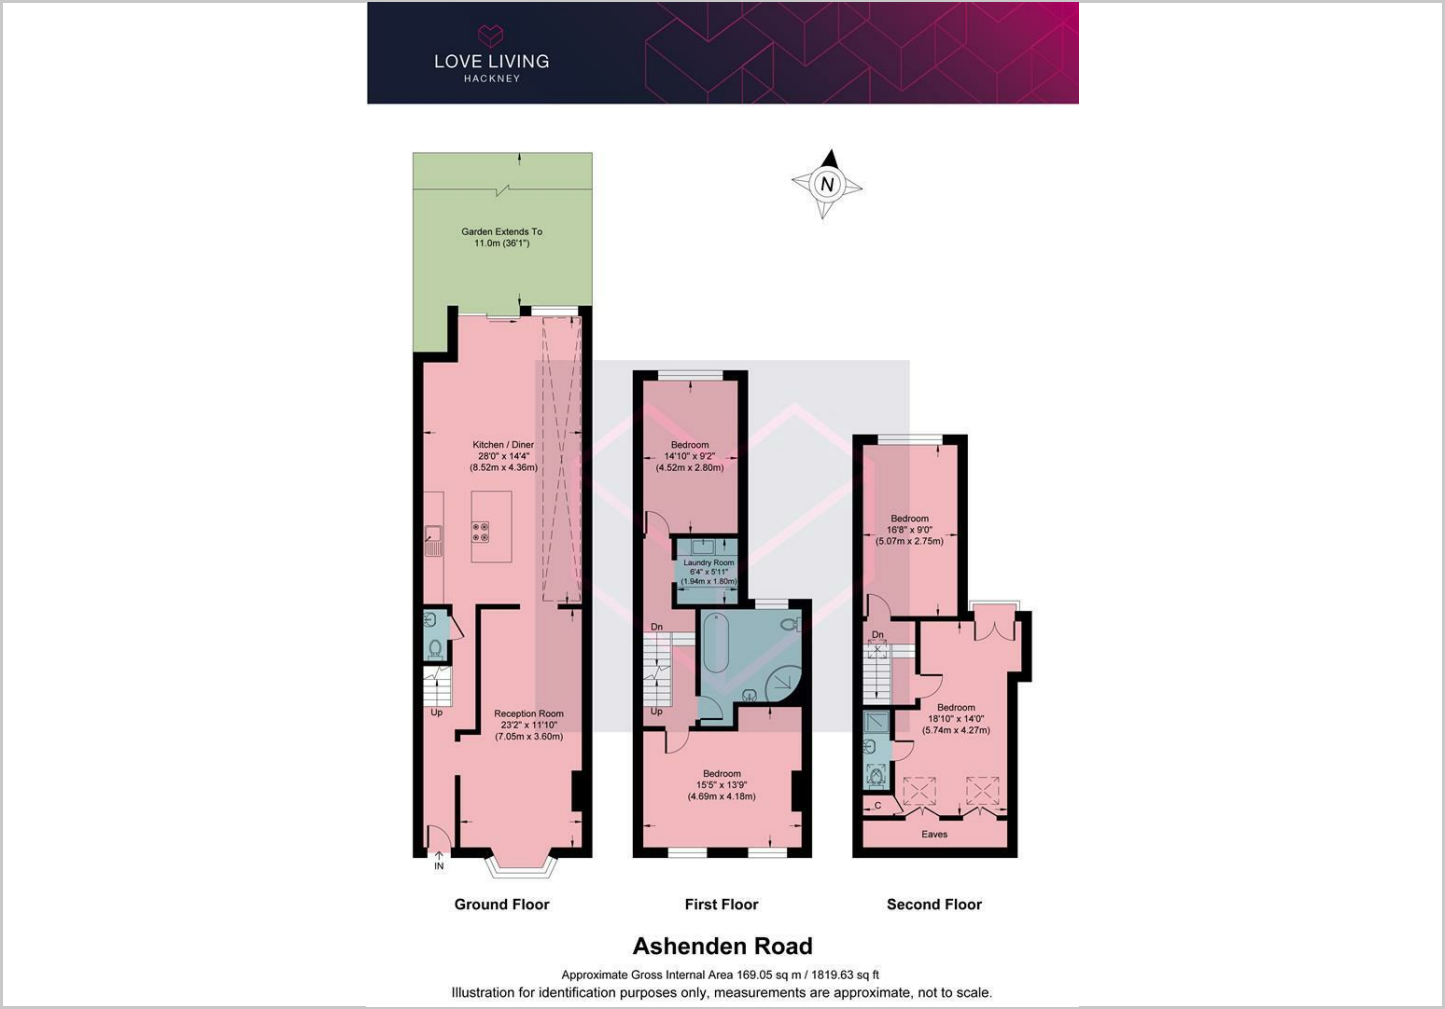 LOVE LIVING
HACKNEY
N
Garden Extends To
11.0m (36'1")
Kitchen / Diner
28'0" x 14'4"
(8.52m x 4.36m)
Up
Reception Room
23'2" x 11'10"
(7.05m x 3.60m)
IN
Ground Floor
Bedroom
14'10" x 9'2"
(4.52m x 2.80m)
Laundry Room
6'4" x 5'11"
(1.94m x 1.80m)
Dn
Up
Bedroom
15'5" x 13'9"
(4.69m x 4.18m)
First Floor
Bedroom
16'8" x 9'0"
(5.07m x 2.75m)
Dn
Bedroom
18'10" x 14'0"
(5.74m x 4.27m)
C
Eaves
Second Floor
Ashenden Road
Approximate Gross Internal Area 169.05 sq m / 1819.63 sq ft
Illustration for identification purposes only, measurements are approximate, not to scale.